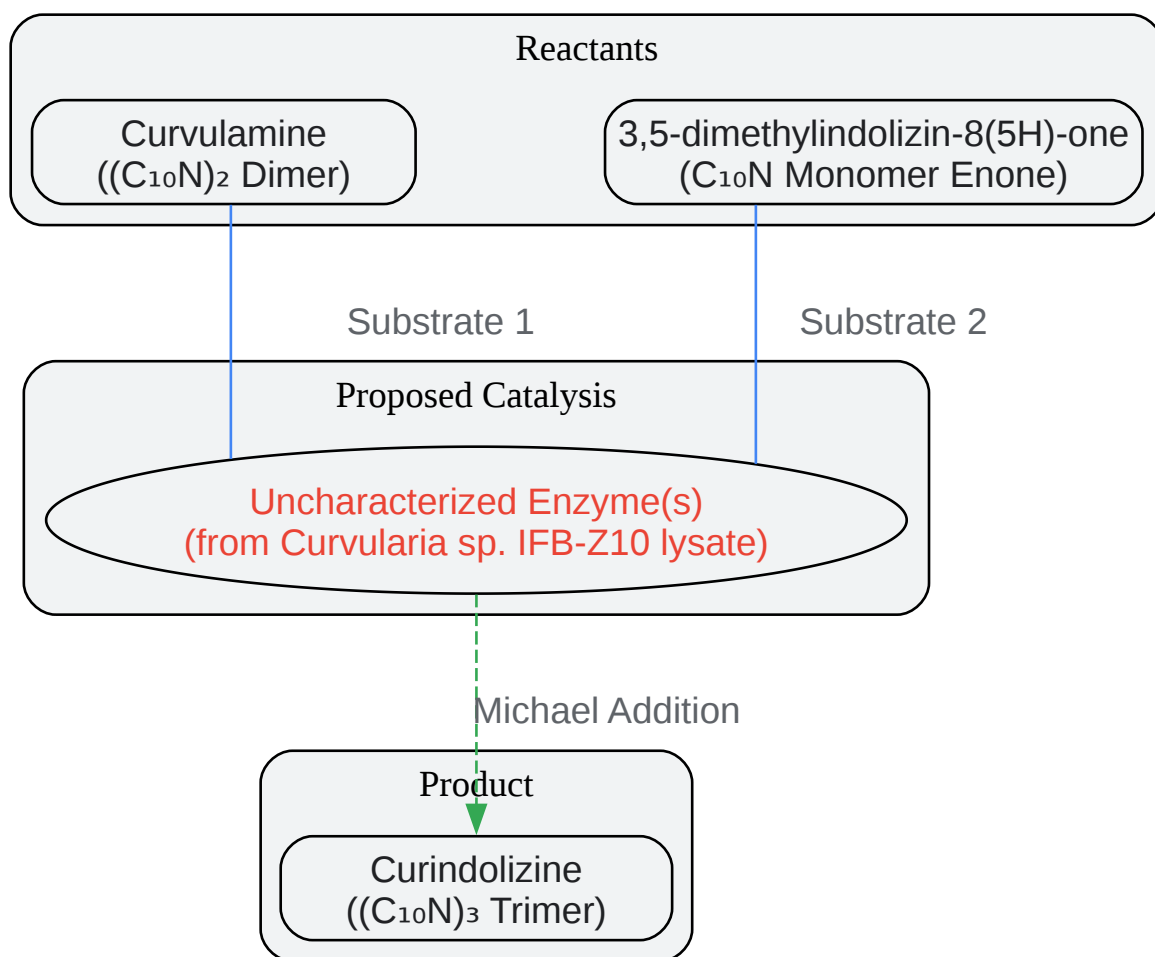 Reactants
Curvulamine
((C₁₀N)₂ Dimer)
3,5-dimethylindolizin-8(5H)-one
(C₁₀N Monomer Enone)
Substrate 1
Substrate 2
Proposed Catalysis
Uncharacterized Enzyme(s)
(from Curvularia sp. IFB-Z10 lysate)
Michael Addition
Product
Curindolizine
((C₁₀N)₃ Trimer)